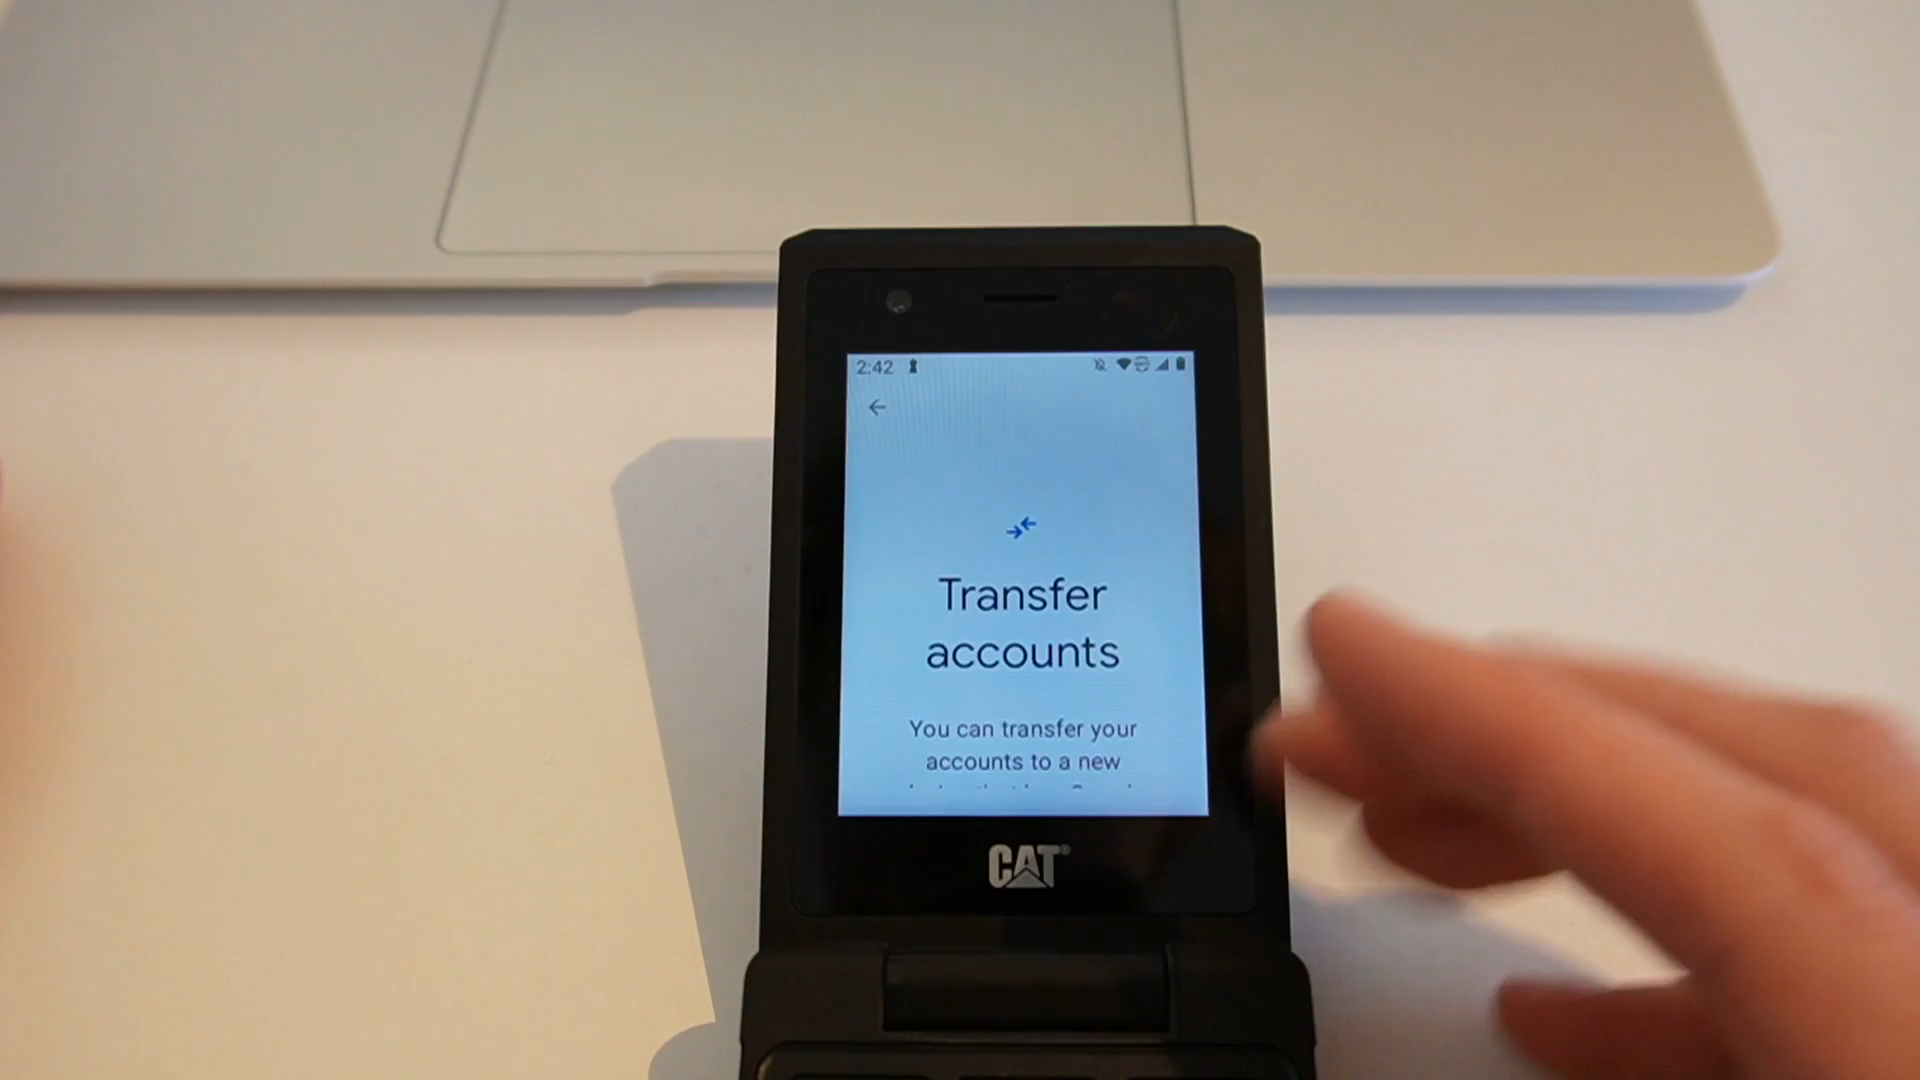 2:42
Transfer
accounts
You can transfer your
accounts to a new
CAT®